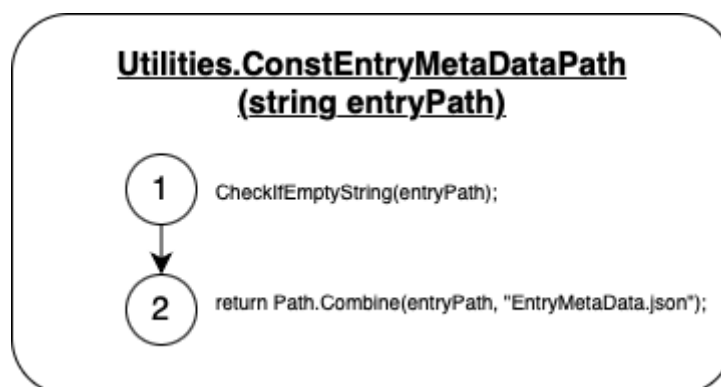 Utilities.ConstEntryMetaDataPath
(string entryPath)
1 CheckIfEmptyString(entryPath);
2 return Path.Combine(entryPath, "EntryMetaData.json");